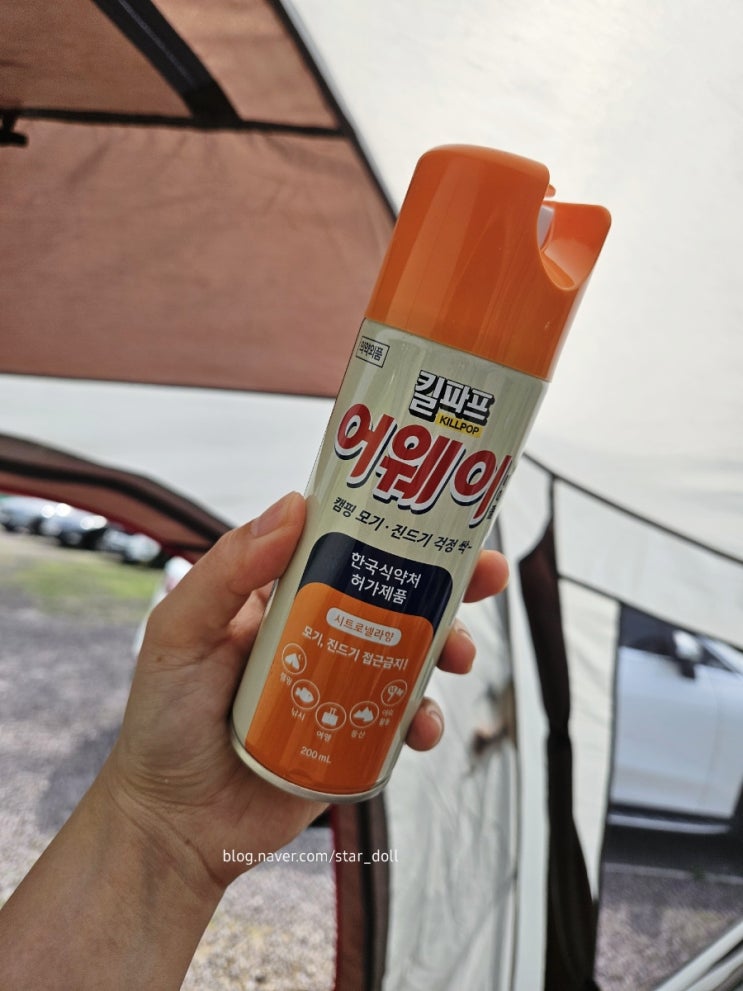 의약외품
킬파프
KILLPOP
어웨이
캠핑 모기·진드기 걱정 싹~
한국식약처
허가제품
시트로넬라향
모기, 진드기 접근금지!
캠핑
낚시
여행
등산
야외
활동
200mL
blog.naver.com/star_doll